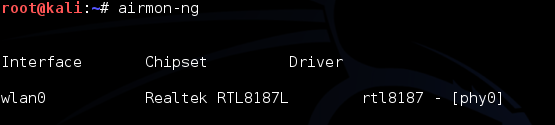 root@kali:~# airmon-ng
Interface Chipset Driver
wlan0 Realtek RTL8187L rtl8187 - [phy0]